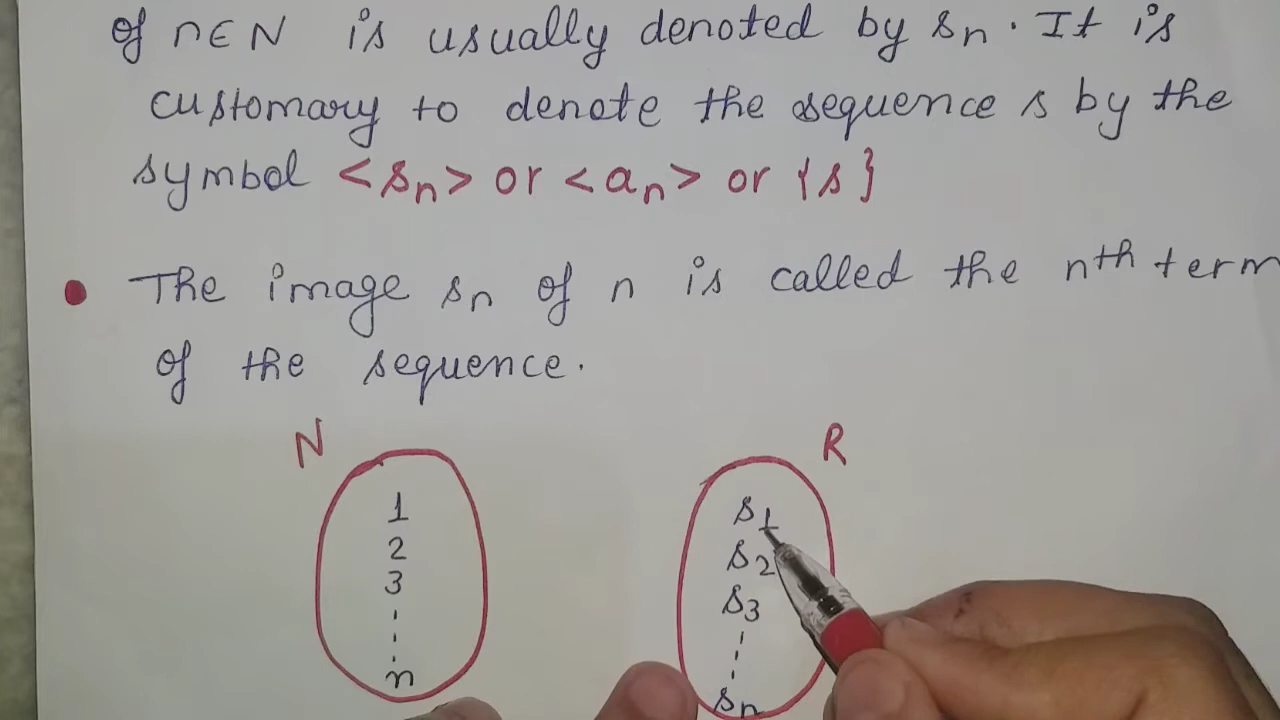 of n∈N is usually denoted by sn. It is
customary to denote the sequence s by the
symbol <sn> or <an> or {s}
• The image sn of n is called the nth term
of the sequence.
N R
1 s1
2 s2
3 s3
n sn